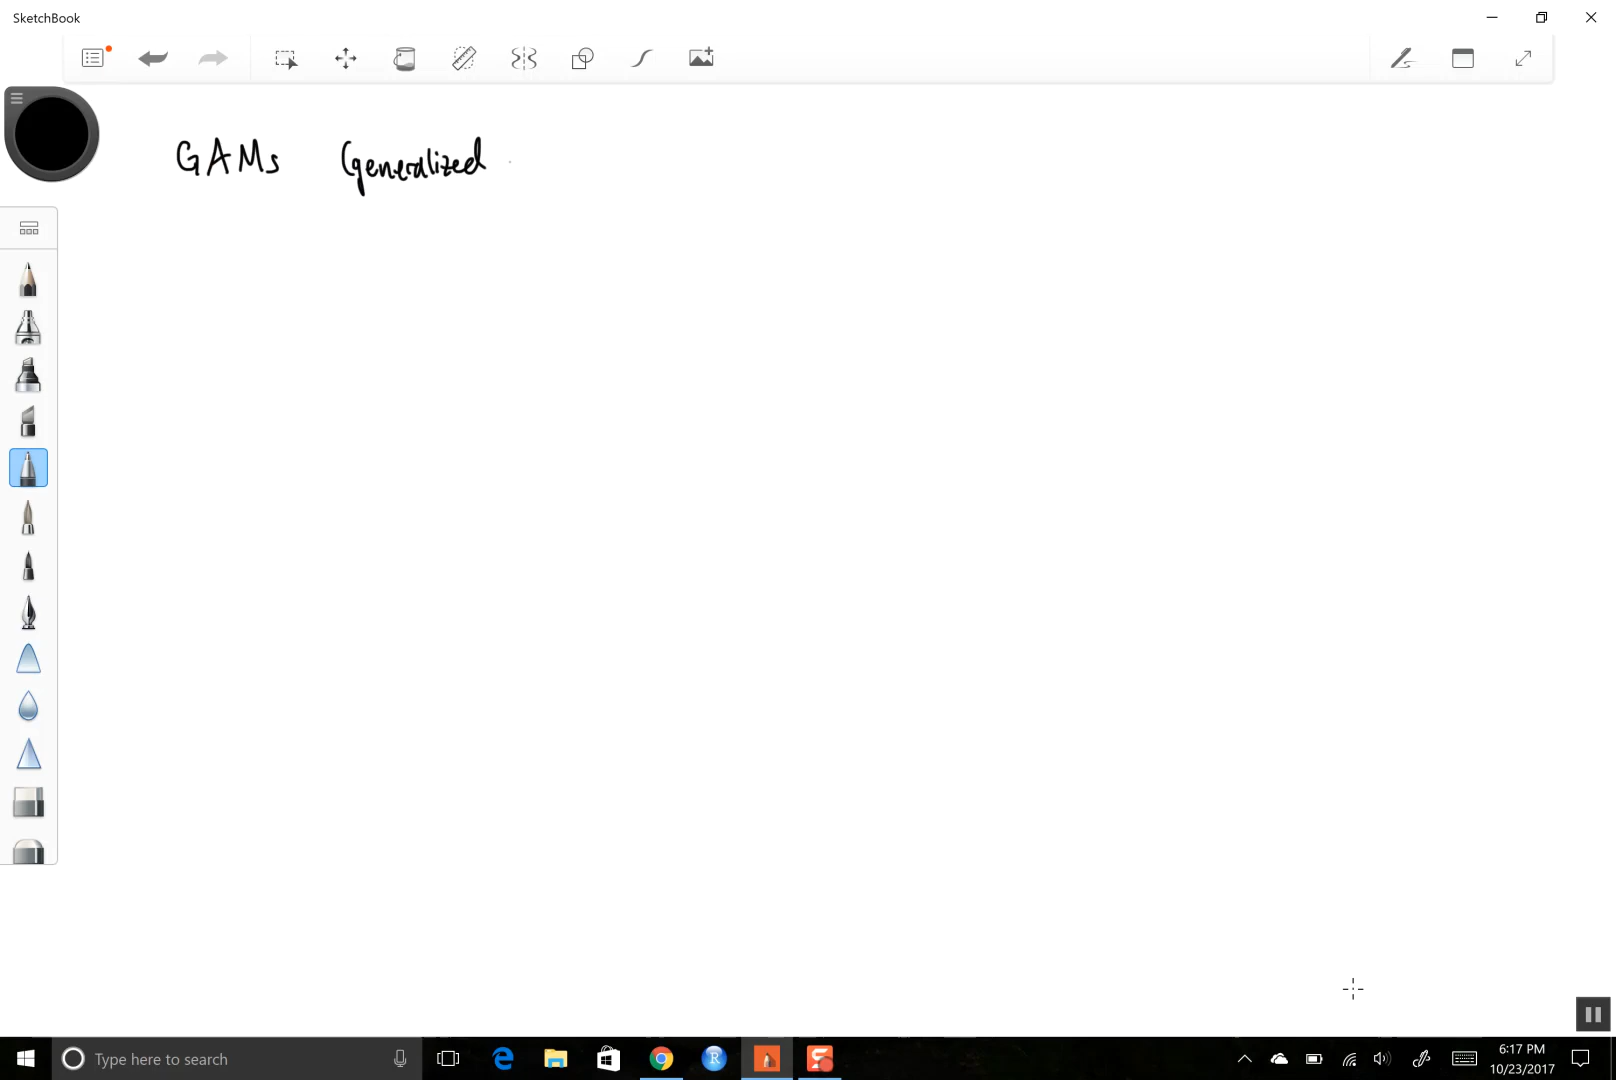 SketchBook
GAMs (generalized
Type here to search
6:17 PM
10/23/2017